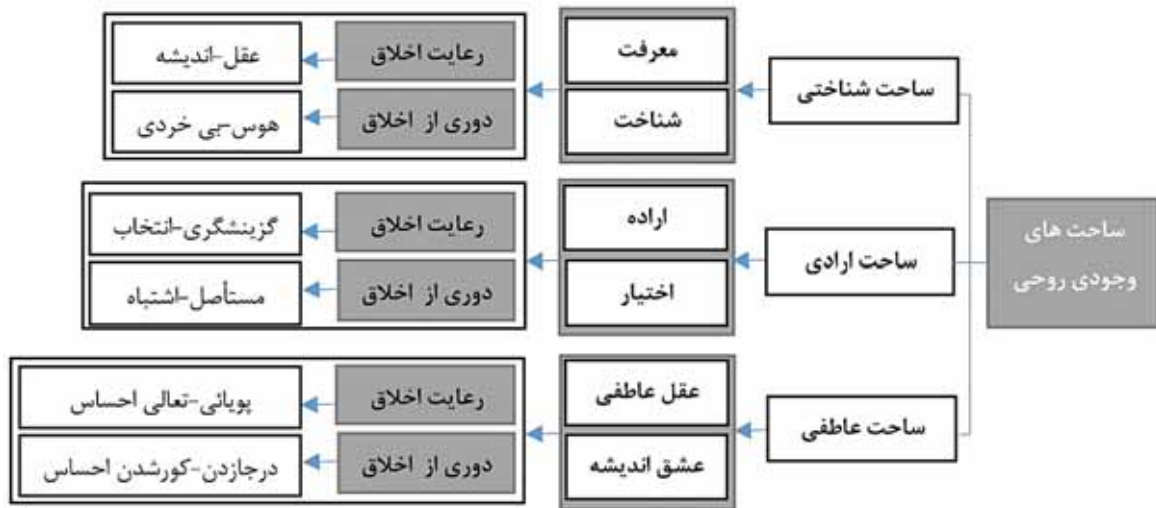 ساحت های
وجودی روحی
ساحت شناختی
معرفت
شناخت
رعایت اخلاق
عقل-اندیشه
دوری از اخلاق
هوس-بی خردی
ساحت ارادی
اراده
اختیار
رعایت اخلاق
گزینشگری-انتخاب
دوری از اخلاق
مستأصل-اشتباه
ساحت عاطفی
عقل عاطفی
عشق اندیشه
رعایت اخلاق
پویائی-تعالی احساس
دوری از اخلاق
درجازدن-کورشدن احساس